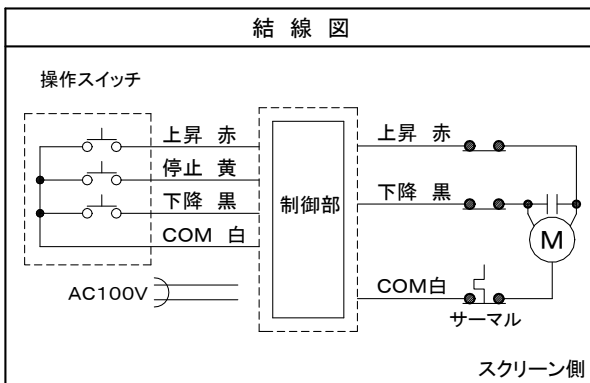 結 線 図
操作スイッチ
上昇 赤
停止 黄
下降 黒
COM 白
AC100V
制御部
上昇 赤
下降 黒
COM白
M
サーマル
スクリーン側